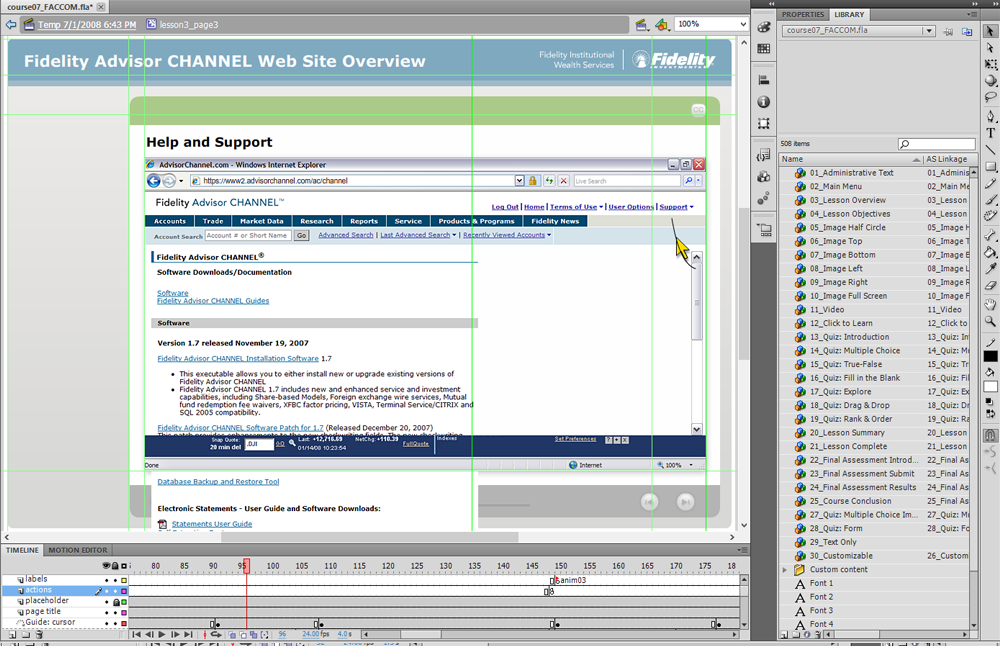 course07_FACCOM.fla*
Temp 7/1/2008 6:43 PM lesson3_page3
100%
Fidelity Advisor CHANNEL Web Site Overview
Fidelity Institutional
Wealth Services
Fidelity
INVESTMENTS
CC
Help and Support
AdvisorChannel.com - Windows Internet Explorer
https://www2.advisorchannel.com/ac/channel
Live Search
Fidelity Advisor CHANNEL™
Log Out | Home | Terms of Use | User Options | Support
Accounts Trade Market Data Research Reports Service Products & Programs Fidelity News
Account Search Account # or Short Name Go Advanced Search | Last Advanced Search | Recently Viewed Accounts
Fidelity Advisor CHANNEL®
Software Downloads/Documentation
Software
Fidelity Advisor CHANNEL Guides
Software
Version 1.7 released November 19, 2007
Fidelity Advisor CHANNEL Installation Software 1.7
• This executable allows you to either install new or upgrade existing versions of
Fidelity Advisor CHANNEL
• Fidelity Advisor CHANNEL 1.7 includes new and enhanced service and investment
capabilities, including Share-based Models, Foreign exchange wire services, Mutual
fund redemption fee waivers, XFBC factor pricing, VISTA, Terminal Service/CITRIX and
SQL 2005 compatibility.
Fidelity Advisor CHANNEL Software Patch for 1.7 (Released December 20, 2007)
Snap Quote:
20 min del
.DJI
GO
Last: +12,716.69 NetChg: +110.39
01/14/08 10:23:54 FullQuote
Indexes
Set Preferences
Done
Internet
100%
Database Backup and Restore Tool
Electronic Statements - User Guide and Software Downloads:
Statements User Guide
TIMELINE MOTION EDITOR
80 85 90 95 100 105 110 115 120 125 130 135 140 145 150 155 160 165 170 175 18
labels
anim03
actions
a
placeholder
page title
Guide: cursor
96 24.00 fps 4.0 s
PROPERTIES LIBRARY
course07_FACCOM.fla
508 items
Name AS Linkage
01_Administrative Text 01_Adminis
02_Main Menu 02_Main M
03_Lesson Overview 03_Lesson
04_Lesson Objectives 04_Lesson
05_Image Half Circle 05_Image
06_Image Top 06_Image
07_Image Bottom 07_Image
08_Image Left 08_Image
09_Image Right 09_Image
10_Image Full Screen 10_Image F
11_Video 11_Video
12_Click to Learn 12_Click to
13_Quiz: Introduction 13_Quiz: In
14_Quiz: Multiple Choice 14_Quiz: M
15_Quiz: True-False 15_Quiz: Tr
16_Quiz: Fill in the Blank 16_Quiz: Fil
17_Quiz: Explore 17_Quiz: Ex
18_Quiz: Drag & Drop 18_Quiz: Dr
19_Quiz: Rank & Order 19_Quiz: R
20_Lesson Summary 20_Lesson
21_Lesson Complete 21_Lesson
22_Final Assessment Introd... 22_Final As
23_Final Assessment Submit 23_Final As
24_Final Assessment Results 24_Final As
25_Course Conclusion 25_Course
27_Quiz: Multiple Choice Im... 27_Quiz: M
28_Quiz: Form 28_Quiz: Fo
29_Text Only
30_Customizable 26_Custom
Custom content
Font 1
Font 2
Font 3
Font 4